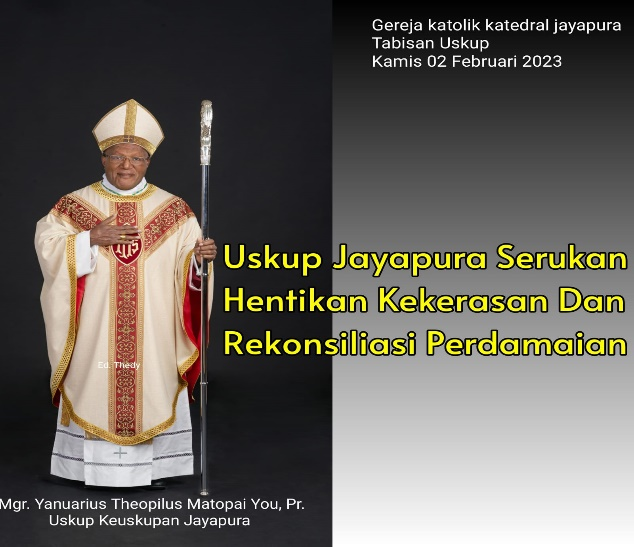 Gereja katolik katedral jayapura
Tabisan Uskup
Kamis 02 Februari 2023
Uskup Jayapura Serukan
Hentikan Kekerasan Dan
Rekonsiliasi Perdamaian
IHS
Ed. Thedy
Mgr. Yanuarius Theopilus Matopai You, Pr.
Uskup Keuskupan Jayapura